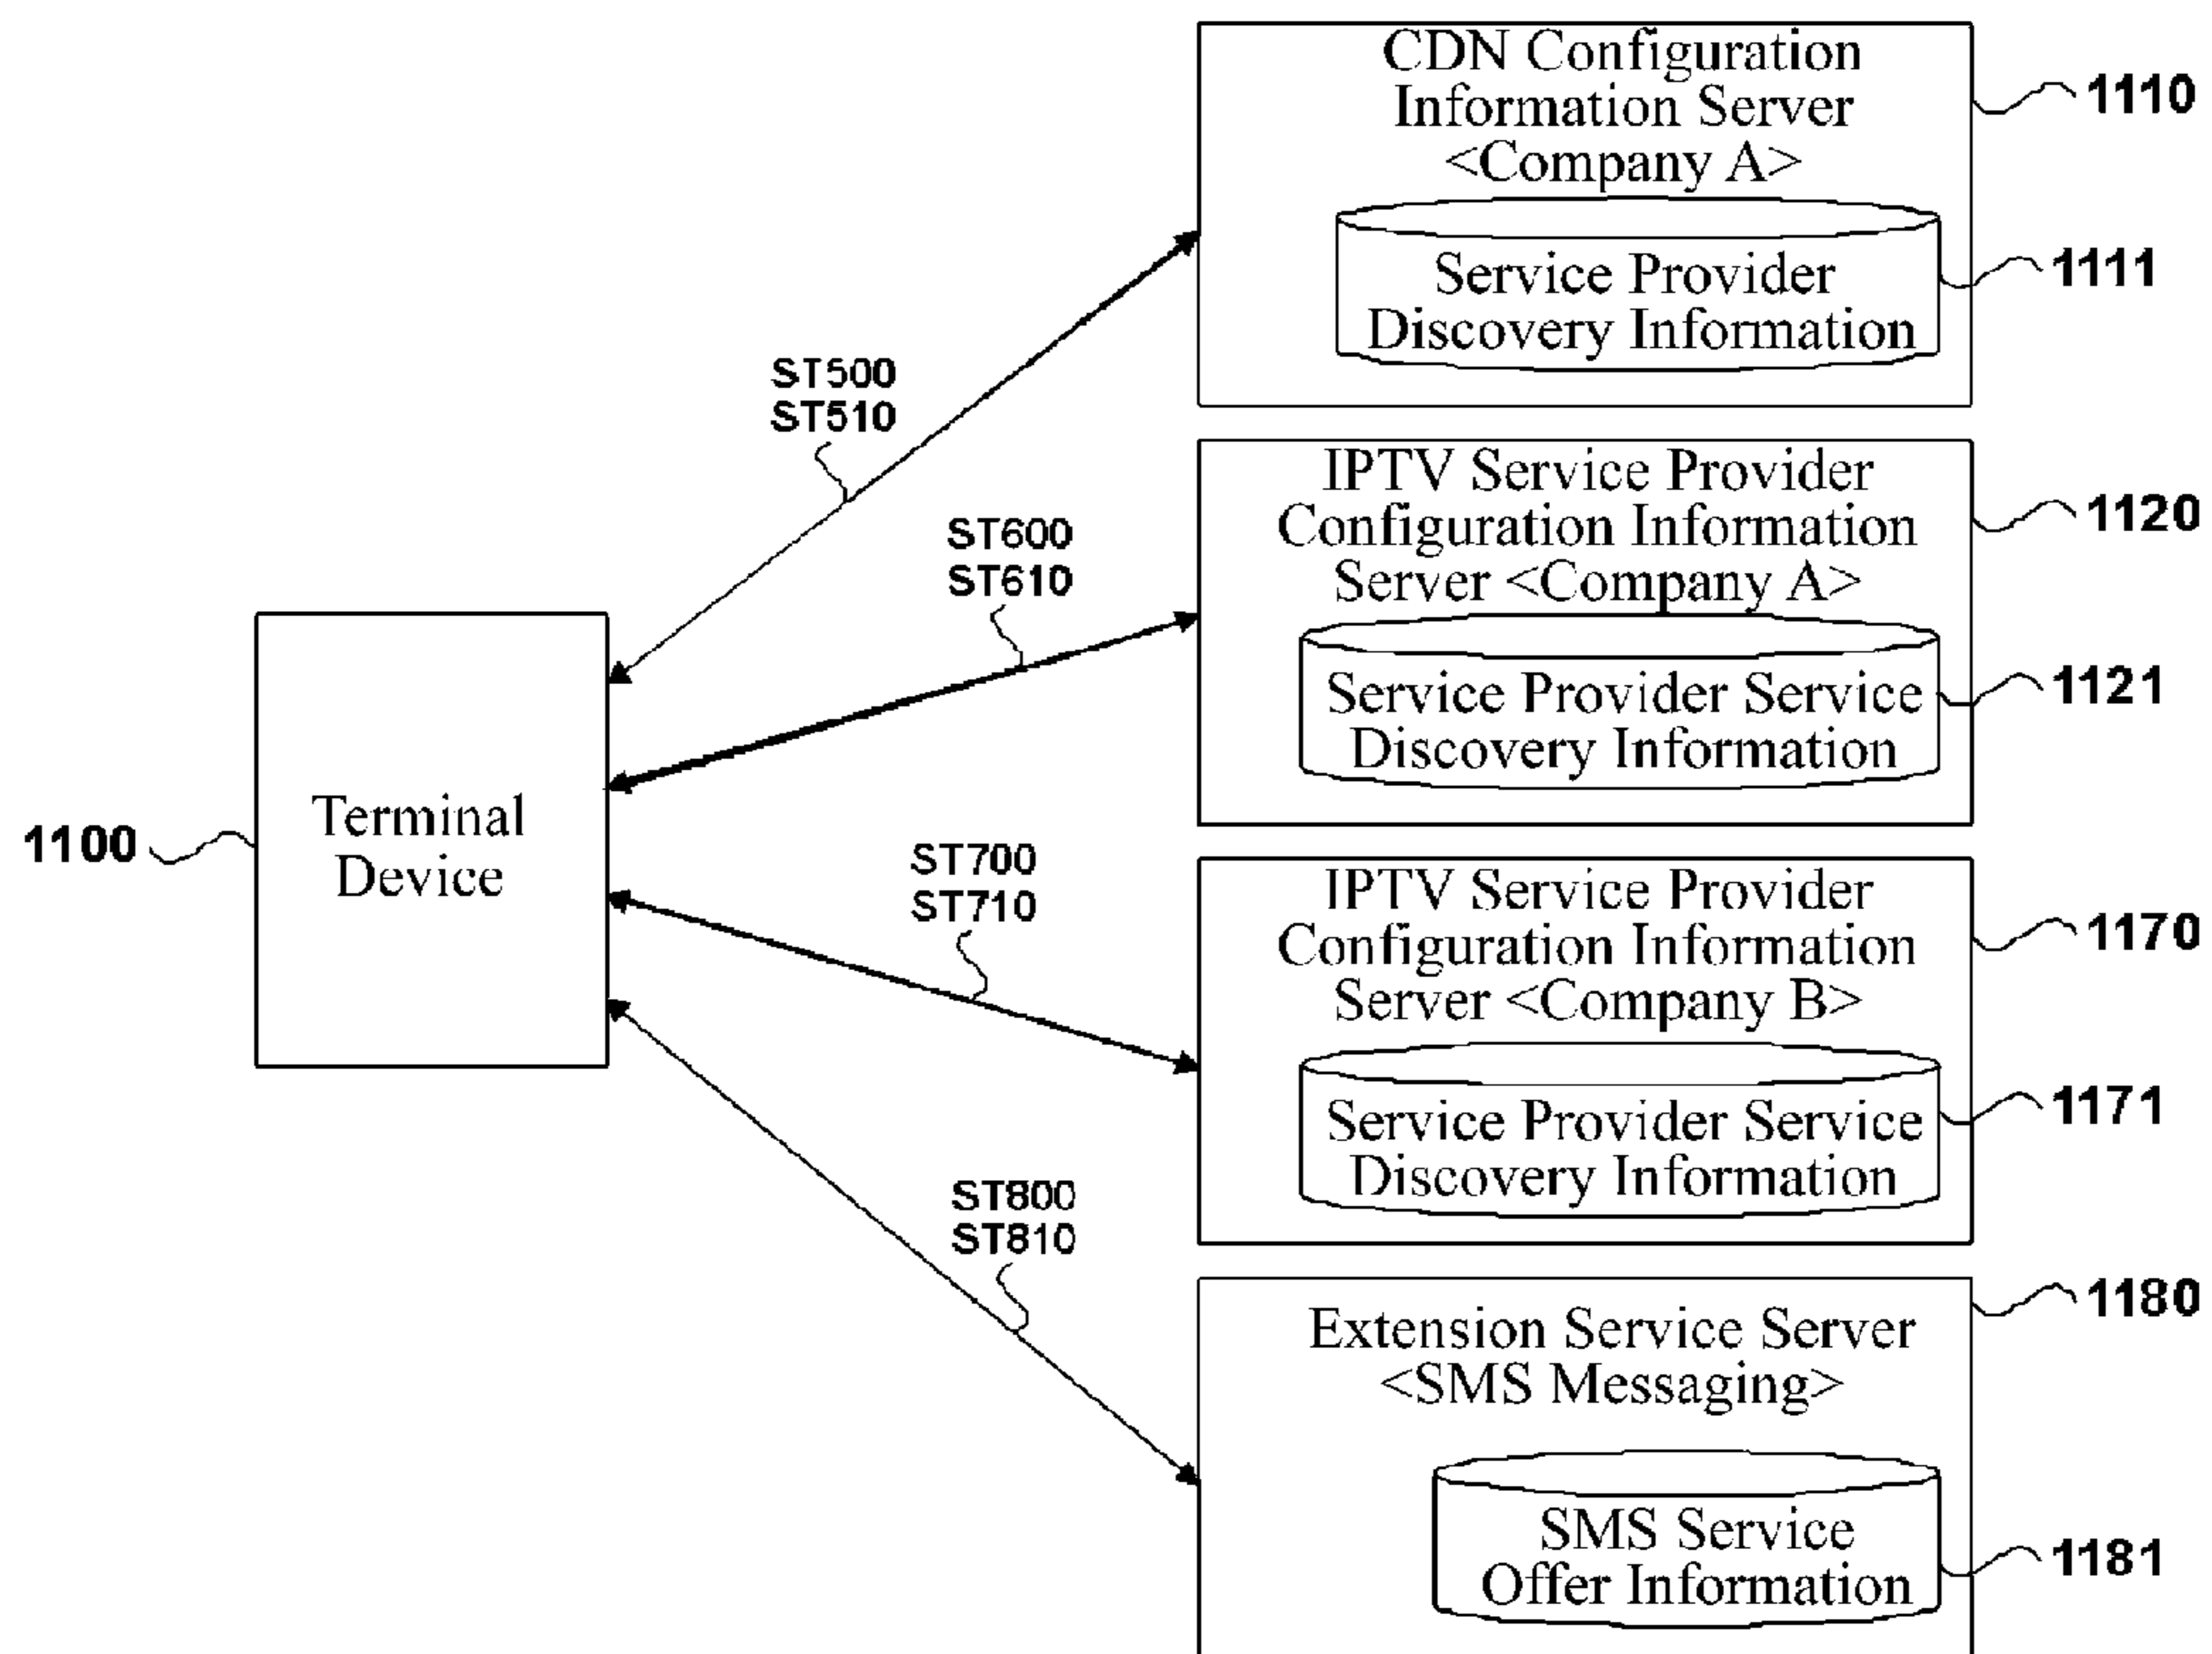 CDN Configuration
Information Server
<Company A>
1110
Service Provider
Discovery Information
1111
ST500
ST510
IPTV Service Provider
Configuration Information
Server <Company A>
1120
ST600
ST610
Service Provider Service
Discovery Information
1121
Terminal
Device
1100
ST700
ST710
IPTV Service Provider
Configuration Information
Server <Company B>
1170
Service Provider Service
Discovery Information
1171
ST800
ST810
Extension Service Server
<SMS Messaging>
1180
SMS Service
Offer Information
1181